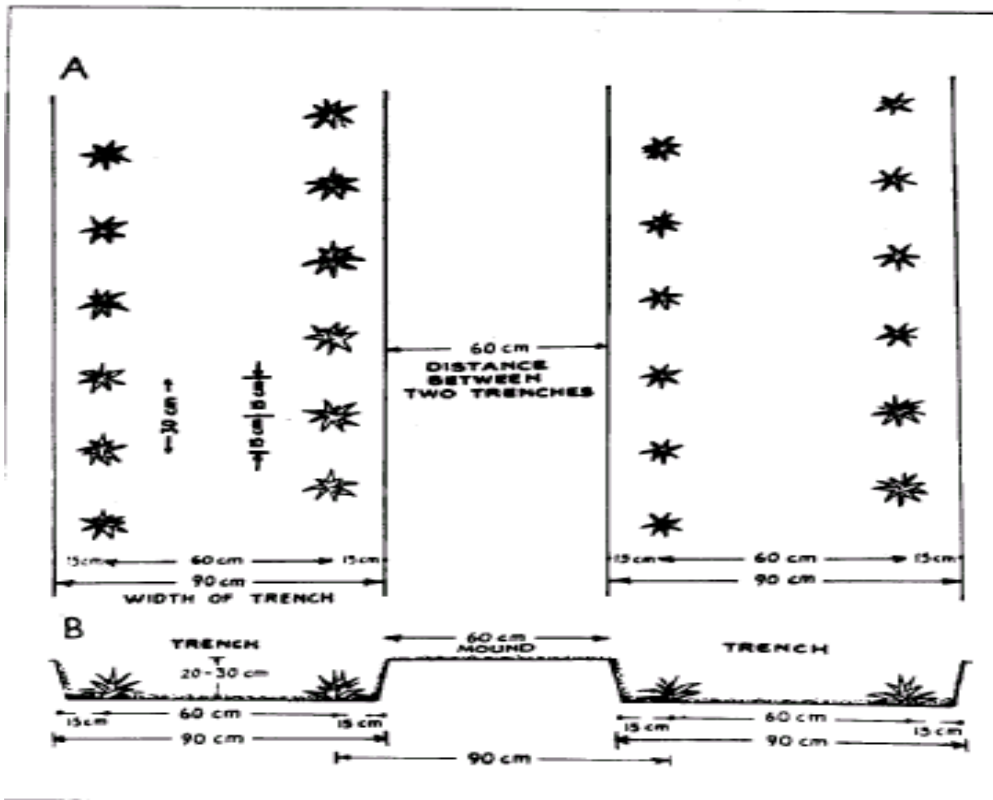 A
60 cm
DISTANCE
BETWEEN
TWO TRENCHES
15cm 60 cm 15cm
90 cm
WIDTH OF TRENCH
15cm 60 cm 15cm
90 cm
B
TRENCH
20-30 cm
60 cm
MOUND
TRENCH
15cm 60 cm 15cm
90 cm
15cm 60 cm 15cm
90 cm
90 cm